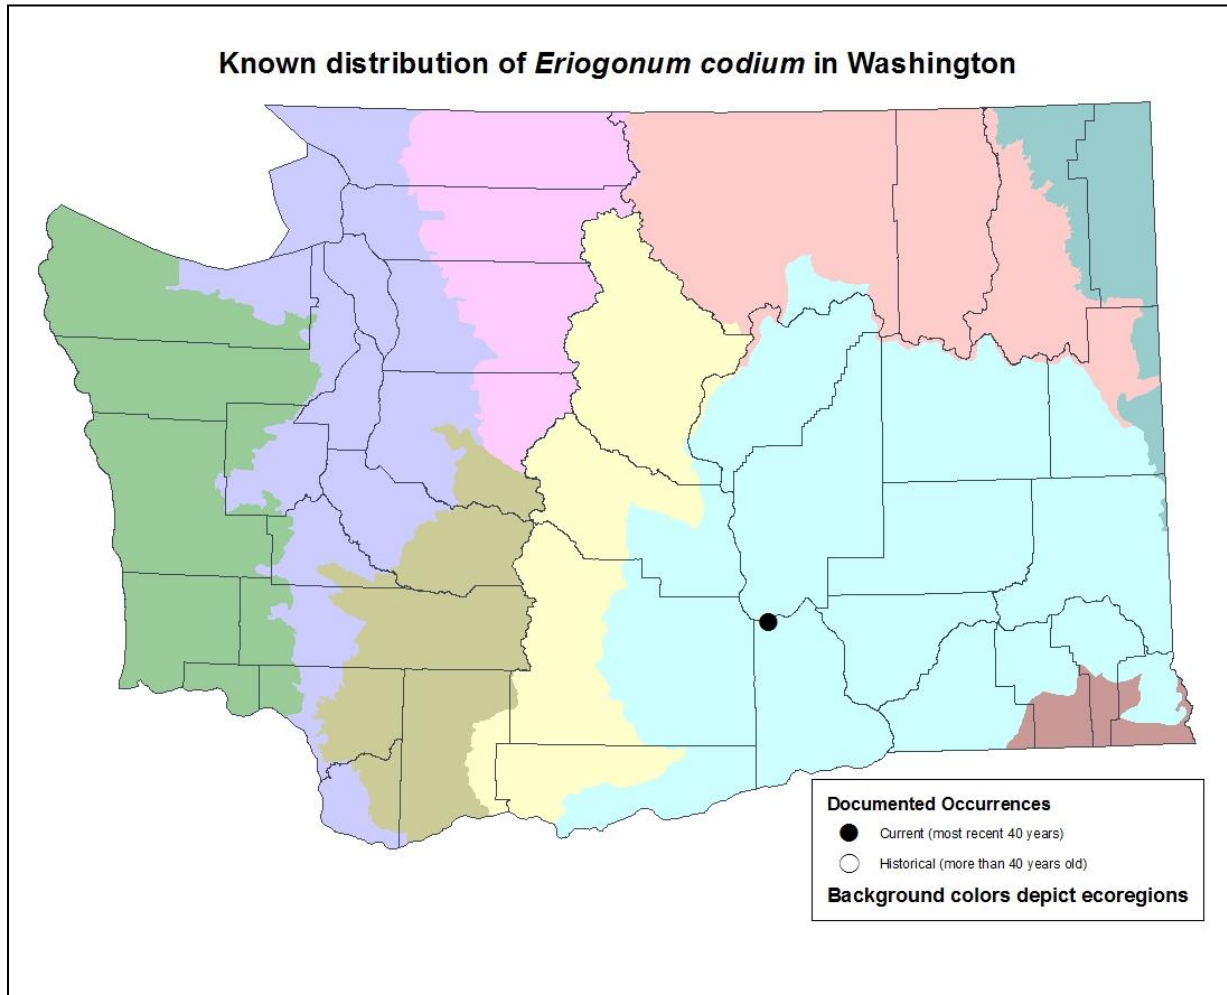 Known distribution of Eriogonum codium in Washington
Documented Occurrences
Current (most recent 40 years)
Historical (more than 40 years old)
Background colors depict ecoregions